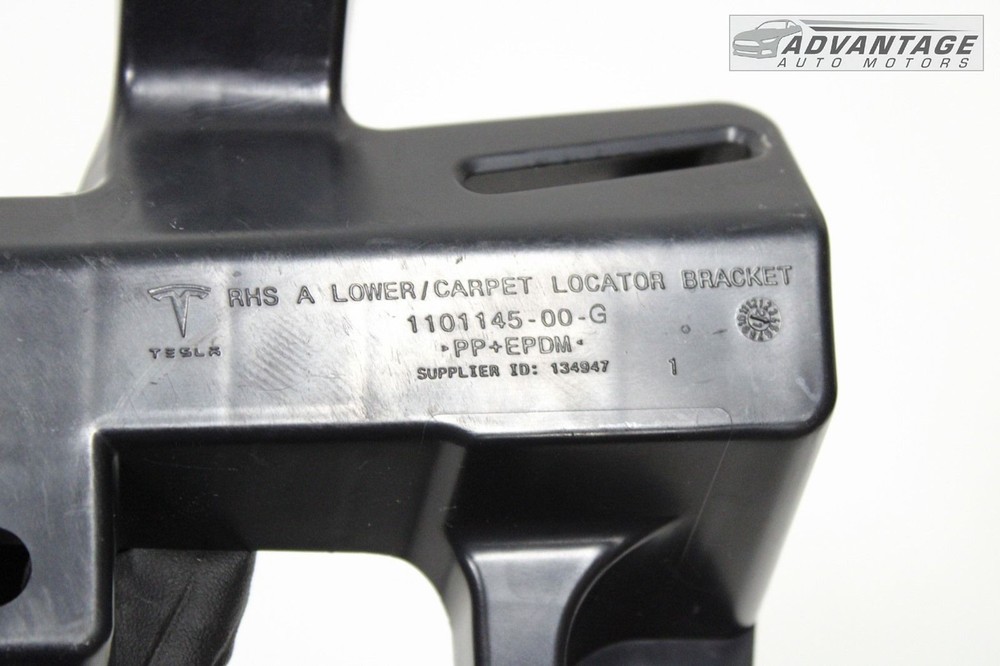 ADVANTAGE
AUTO MOTORS
RHS A LOWER/CARPET LOCATOR BRACKET
TESLA
1101145-00-G
>PP+EPDM<
SUPPLIER ID: 134947
1